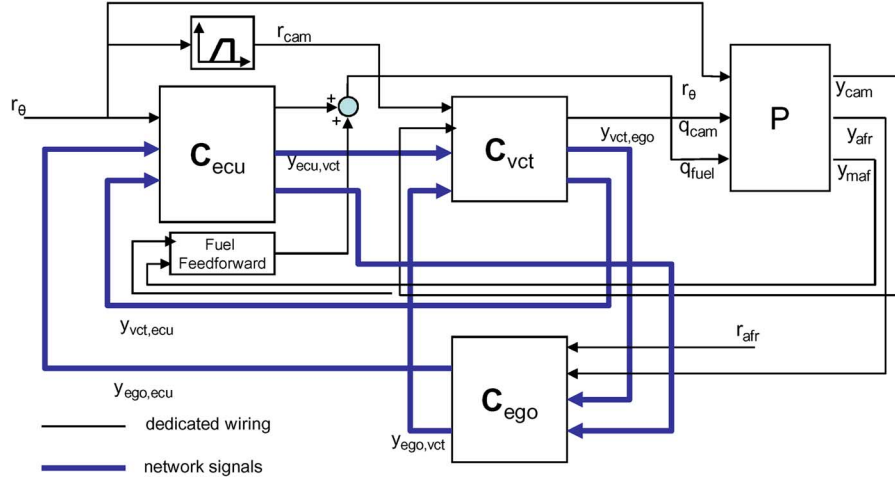 r_cam
r_θ
+
+
C_ecu
y_ecu,vct
C_vct
y_vct,ego
r_θ
q_cam
q_fuel
P
y_cam
y_afr
y_maf
Fuel
Feedforward
y_vct,ecu
r_afr
y_ego,ecu
C_ego
y_ego,vct
dedicated wiring
network signals